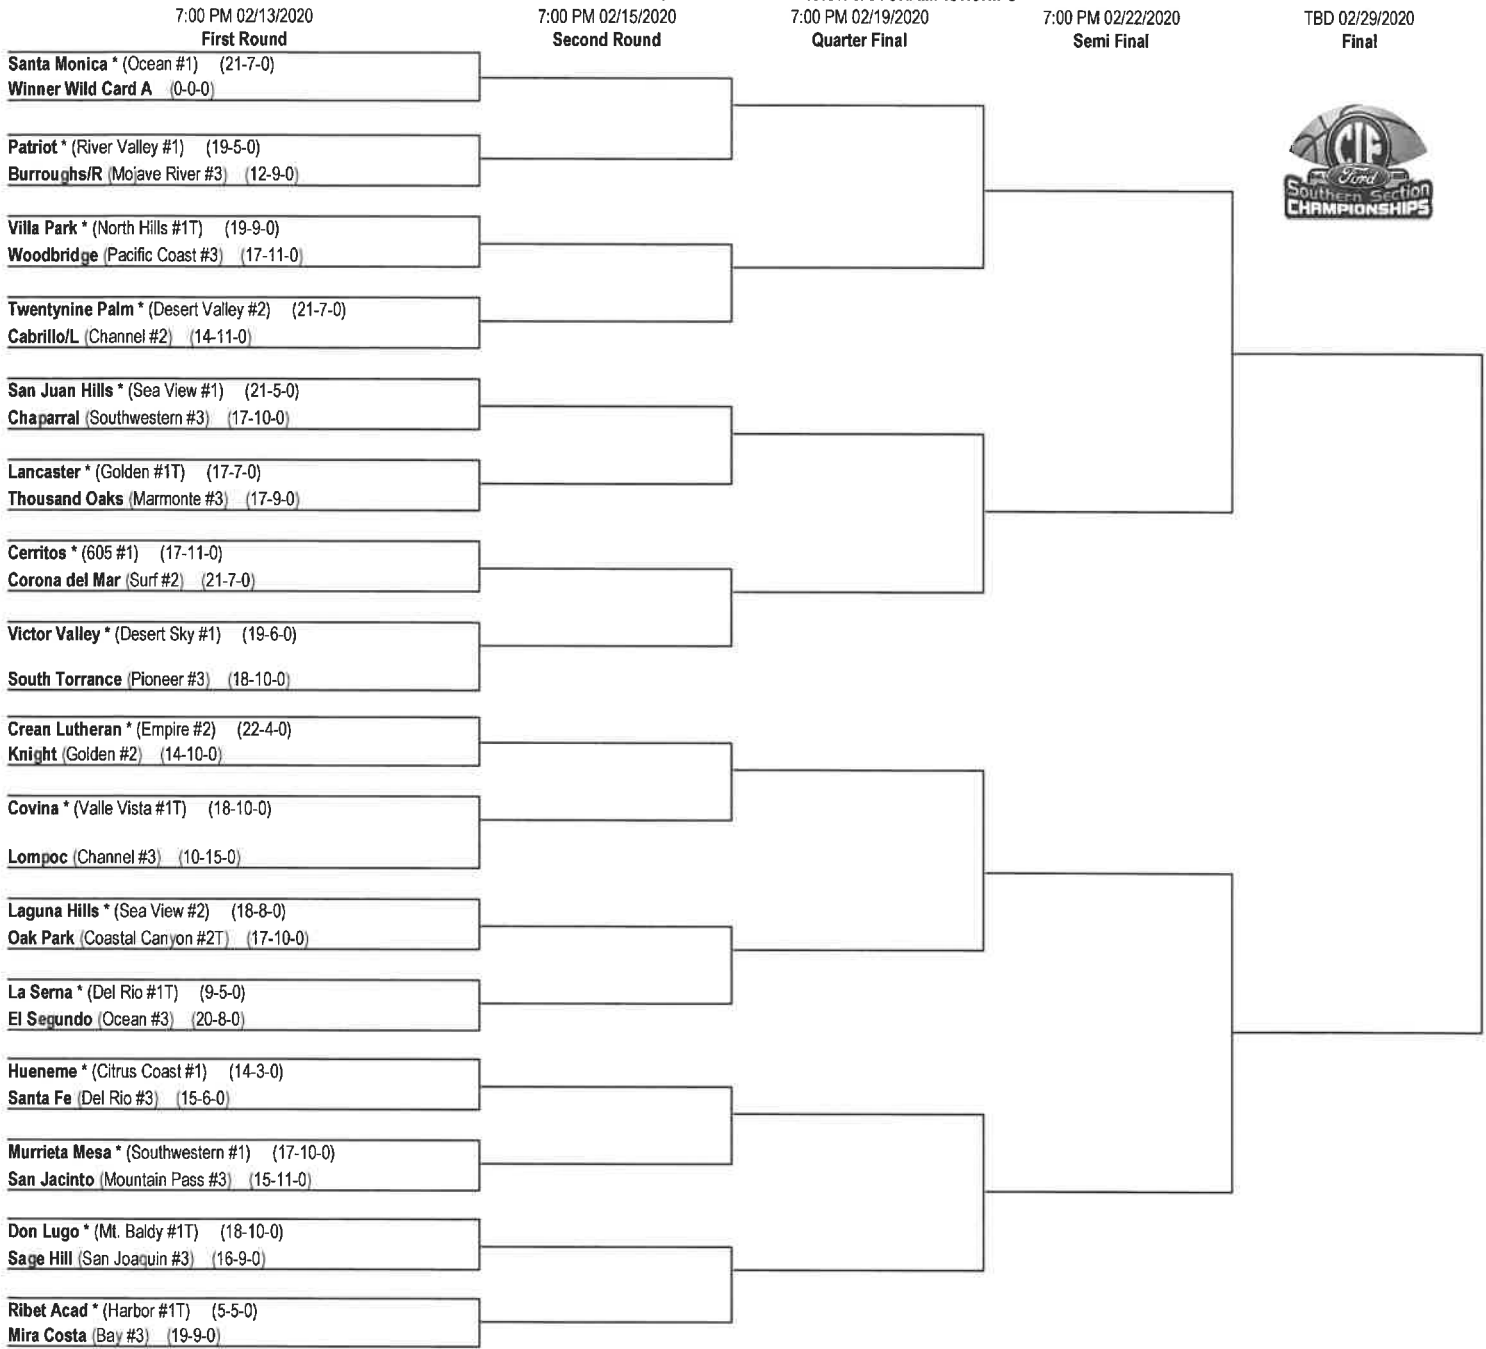 7:00 PM 02/13/2020 7:00 PM 02/15/2020 7:00 PM 02/19/2020 7:00 PM 02/22/2020 TBD 02/29/2020
First Round Second Round Quarter Final Semi Final Final
Santa Monica * (Ocean #1) (21-7-0)
Winner Wild Card A (0-0-0)
CIF
Ford
Southern Section
CHAMPIONSHIPS
Patriot * (River Valley #1) (19-5-0)
Burroughs/R (Mojave River #3) (12-9-0)
Villa Park * (North Hills #1T) (19-9-0)
Woodbridge (Pacific Coast #3) (17-11-0)
Twentynine Palm * (Desert Valley #2) (21-7-0)
Cabrillo/L (Channel #2) (14-11-0)
San Juan Hills * (Sea View #1) (21-5-0)
Chaparral (Southwestern #3) (17-10-0)
Lancaster * (Golden #1T) (17-7-0)
Thousand Oaks (Marmonte #3) (17-9-0)
Cerritos * (605 #1) (17-11-0)
Corona del Mar (Surf #2) (21-7-0)
Victor Valley * (Desert Sky #1) (19-6-0)
South Torrance (Pioneer #3) (18-10-0)
Crean Lutheran * (Empire #2) (22-4-0)
Knight (Golden #2) (14-10-0)
Covina * (Valle Vista #1T) (18-10-0)
Lompoc (Channel #3) (10-15-0)
Laguna Hills * (Sea View #2) (18-8-0)
Oak Park (Coastal Canyon #2T) (17-10-0)
La Serna * (Del Rio #1T) (9-5-0)
El Segundo (Ocean #3) (20-8-0)
Hueneme * (Citrus Coast #1) (14-3-0)
Santa Fe (Del Rio #3) (15-6-0)
Murrieta Mesa * (Southwestern #1) (17-10-0)
San Jacinto (Mountain Pass #3) (15-11-0)
Don Lugo * (Mt. Baldy #1T) (18-10-0)
Sage Hill (San Joaquin #3) (16-9-0)
Ribet Acad * (Harbor #1T) (5-5-0)
Mira Costa (Bay #3) (19-9-0)